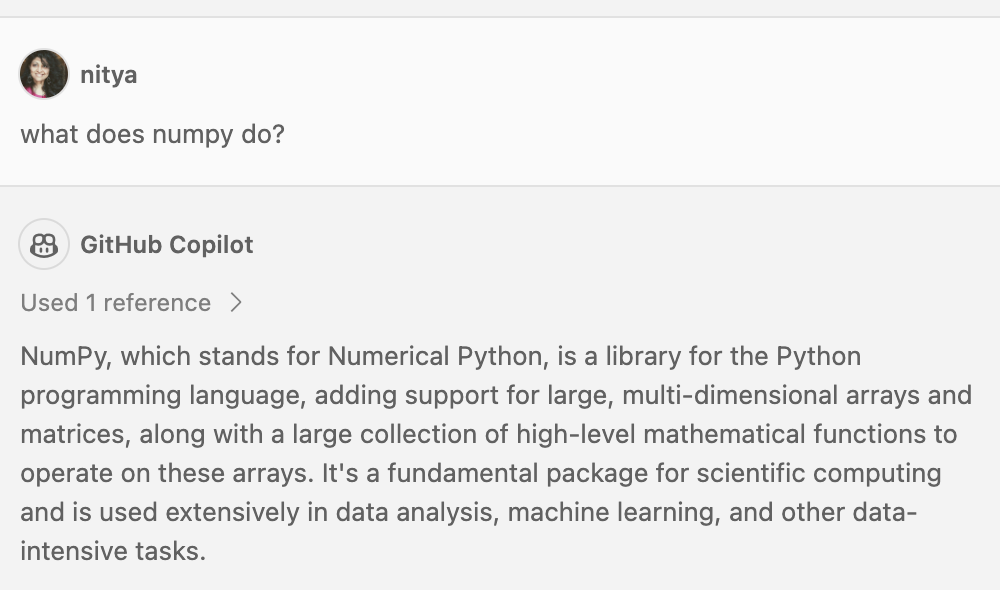 nitya
what does numpy do?
GitHub Copilot
Used 1 reference
NumPy, which stands for Numerical Python, is a library for the Python
programming language, adding support for large, multi-dimensional arrays and
matrices, along with a large collection of high-level mathematical functions to
operate on these arrays. It's a fundamental package for scientific computing
and is used extensively in data analysis, machine learning, and other data-
intensive tasks.